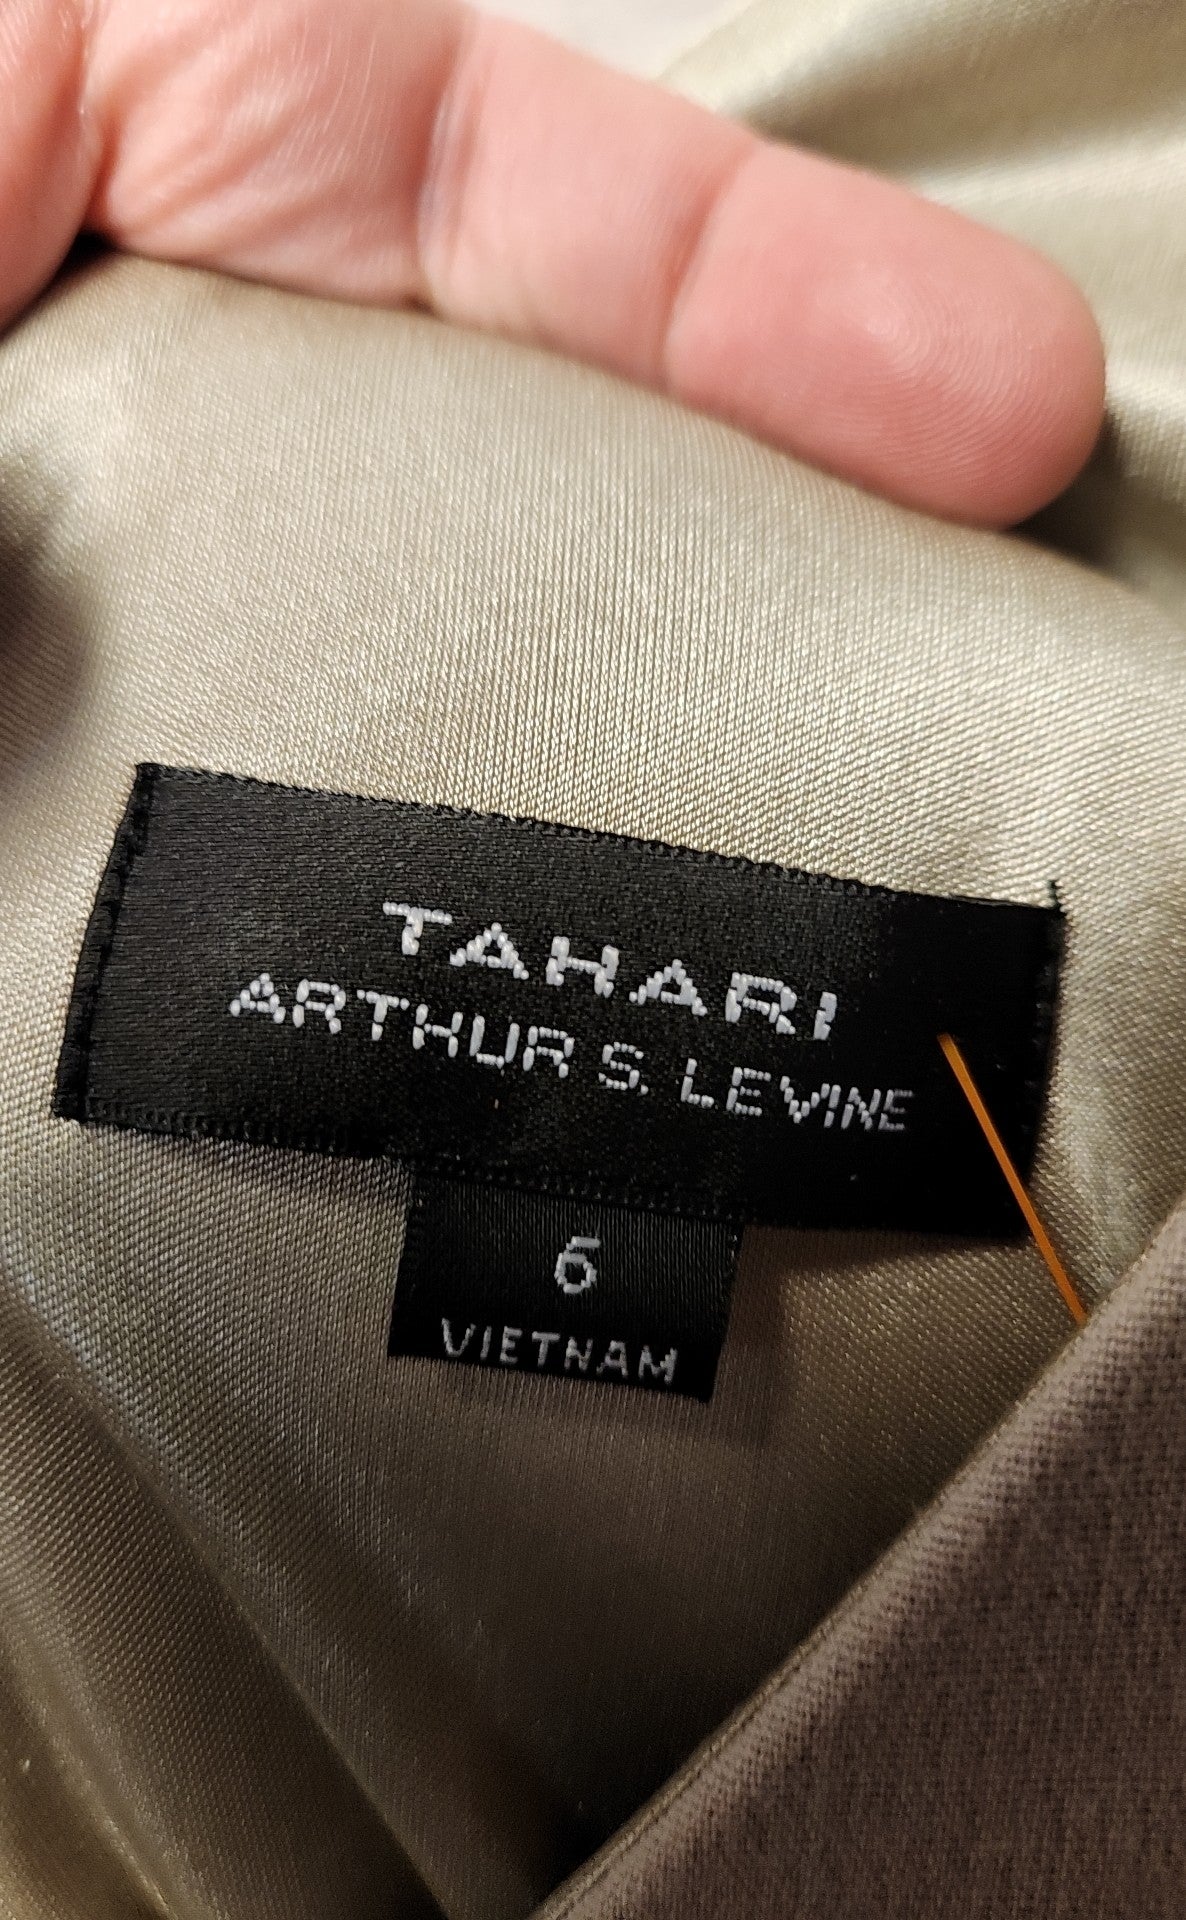 TAHARI
ARTHUR S. LEVINE
6
VIETNAM